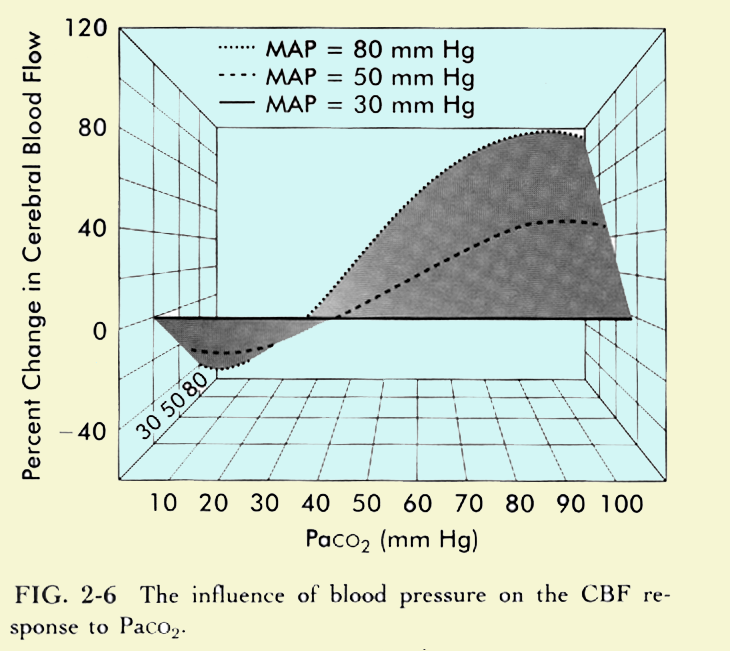 Percent Change in Cerebral Blood Flow
120
80
40
0
−40
MAP = 80 mm Hg
MAP = 50 mm Hg
MAP = 30 mm Hg
30 50 80
10 20 30 40 50 60 70 80 90 100
PaCO₂ (mm Hg)
FIG. 2-6 The influence of blood pressure on the CBF re-
sponse to PaCO₂.